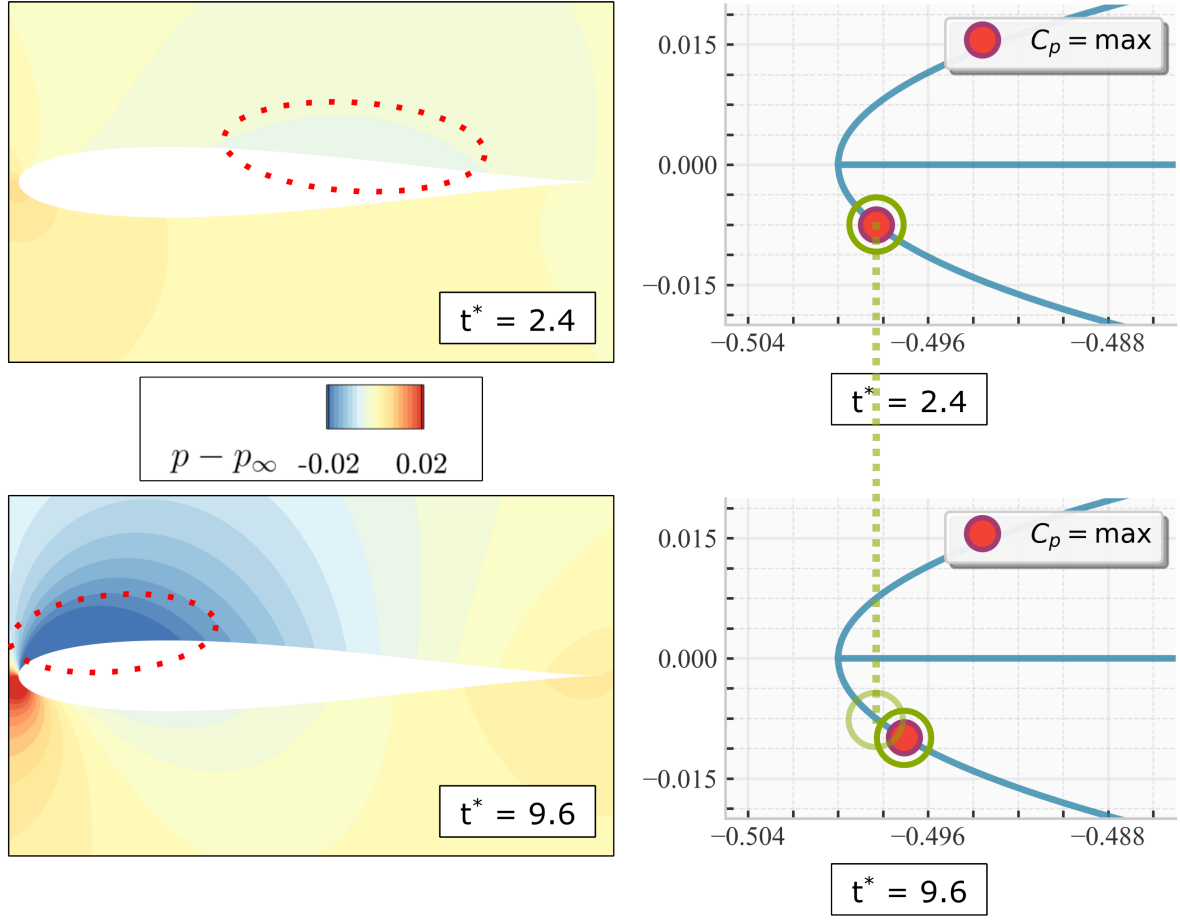 t* = 2.4
p − p∞
-0.02 0.02
t* = 9.6
Cp = max
0.015
0.000
−0.015
−0.504 −0.496 −0.488
t* = 2.4
Cp = max
0.015
0.000
−0.015
−0.504 −0.496 −0.488
t* = 9.6